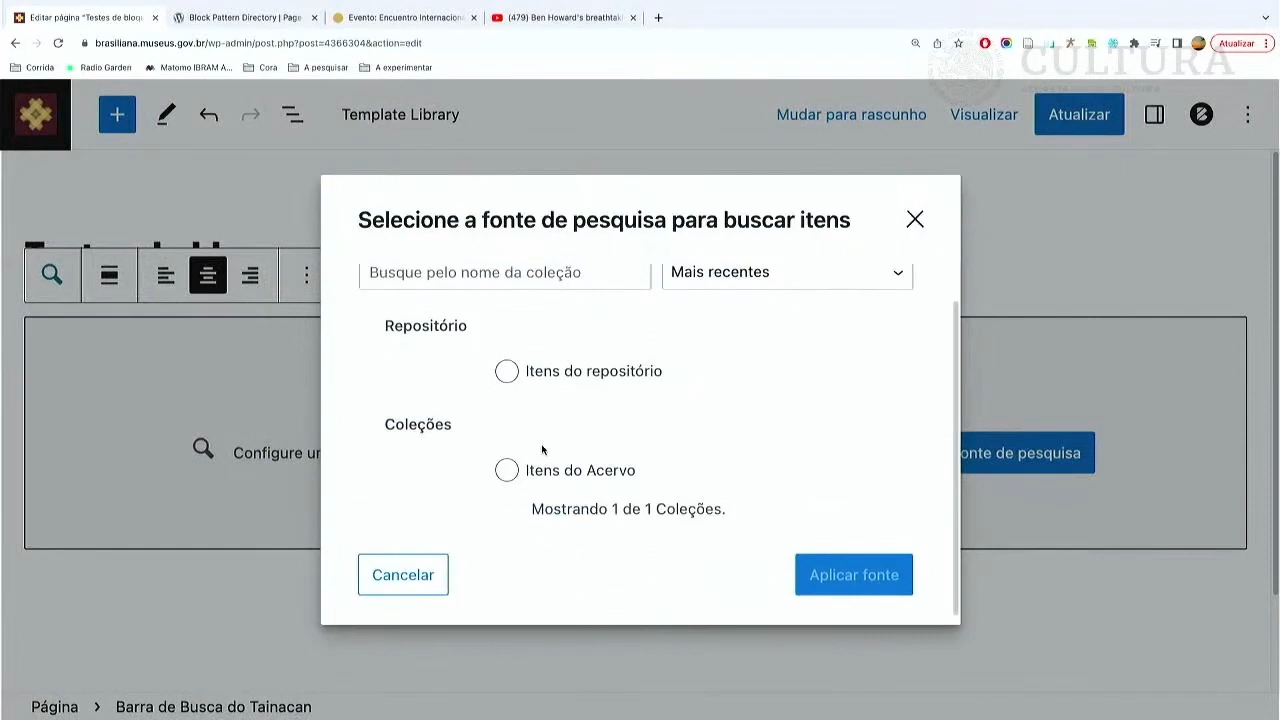 Editar página "Testes de bloqu
Block Pattern Directory | Page
Evento: Encuentro Internacion
(479) Ben Howard's breathtak
brasiliana.museus.gov.br/wp-admin/post.php?post=4366304&action=edit
Atualizar
Corrida
Radio Garden
Matomo IBRAM A...
Cora
A pesquisar
A experimentar
CULTURA
Template Library
Mudar para rascunho
Visualizar
Atualizar
Selecione a fonte de pesquisa para buscar itens
Busque pelo nome da coleção
Mais recentes
Repositório
Itens do repositório
Coleções
Configure un
onte de pesquisa
Itens do Acervo
Mostrando 1 de 1 Coleções.
Cancelar
Aplicar fonte
Página
Barra de Busca do Tainacan